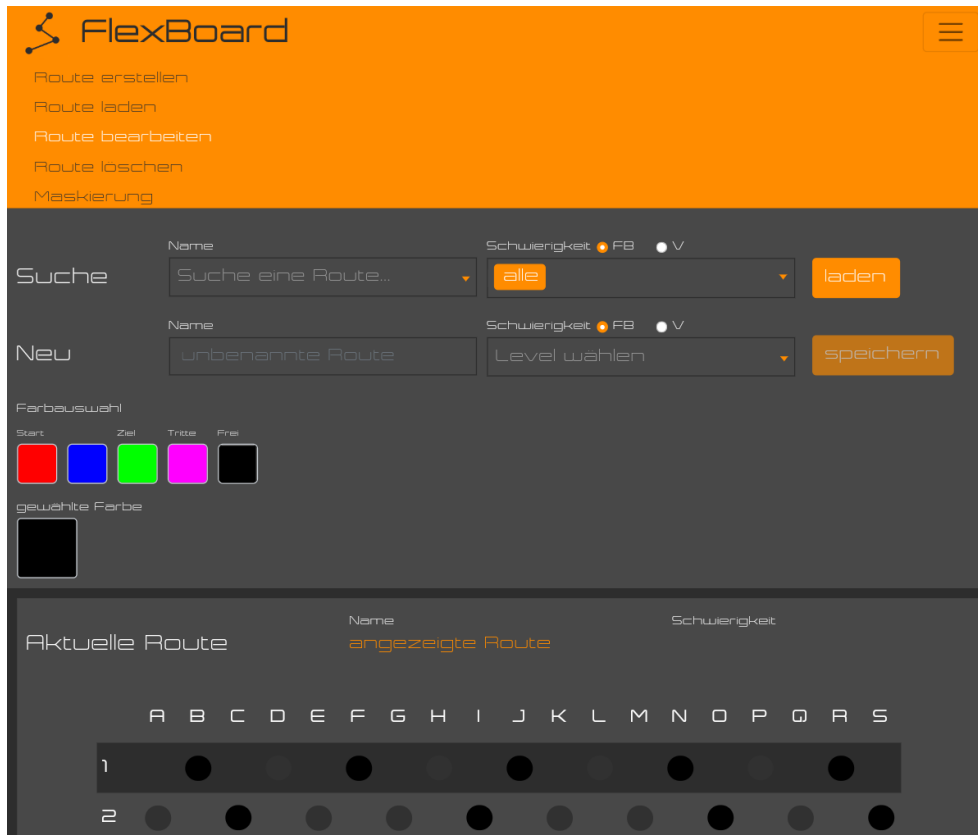 FlexBoard
Route erstellen
Route laden
Route bearbeiten
Route löschen
Maskierung
Name Schwierigkeit FB V
Suche Suche eine Route... alle laden
Name Schwierigkeit FB V
Neu unbenannte Route Level wählen speichern
Farbauswahl
Start Ziel Tritte Frei
gewählte Farbe
Name Schwierigkeit
Aktuelle Route angezeigte Route
A B C D E F G H I J K L M N O P Q R S
1
2